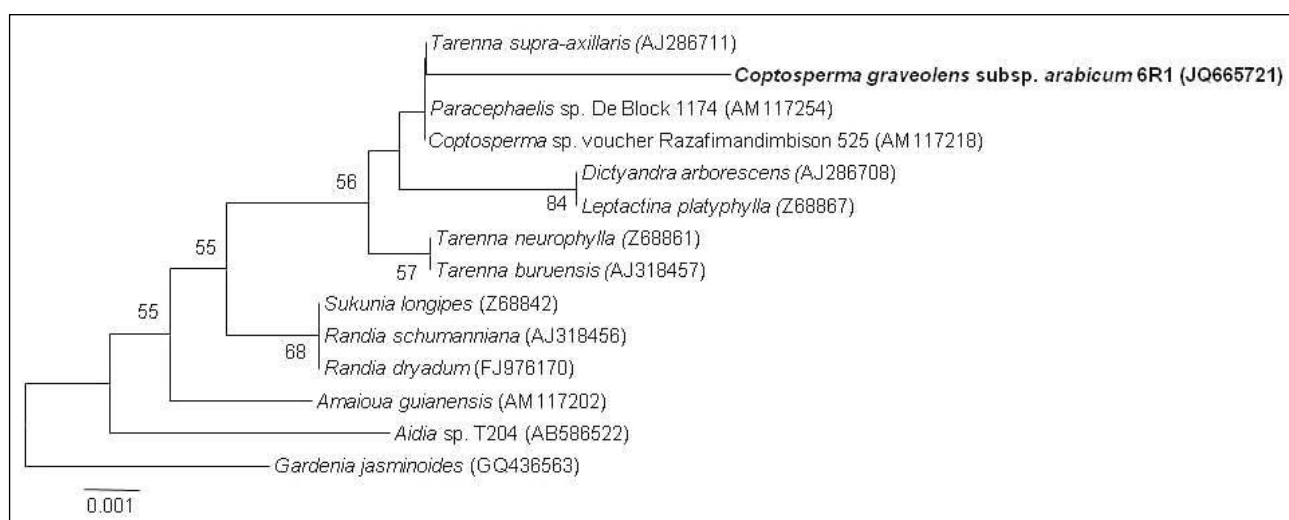 Tarenna supra-axillaris (AJ286711)
Coptosperma graveolens subsp. arabicum 6R1 (JQ665721)
Paracephaelis sp. De Block 1174 (AM117254)
Coptosperma sp. voucher Razafimandimbison 525 (AM117218)
56
Dictyandra arborescens (AJ286708)
84
Leptactina platyphylla (Z68867)
55
Tarenna neurophylla (Z68861)
57
Tarenna buruensis (AJ318457)
55
Sukunia longipes (Z68842)
Randia schumanniana (AJ318456)
68
Randia dryadum (FJ976170)
Amaioua guianensis (AM117202)
Aidia sp. T204 (AB586522)
Gardenia jasminoides (GQ436563)
0.001